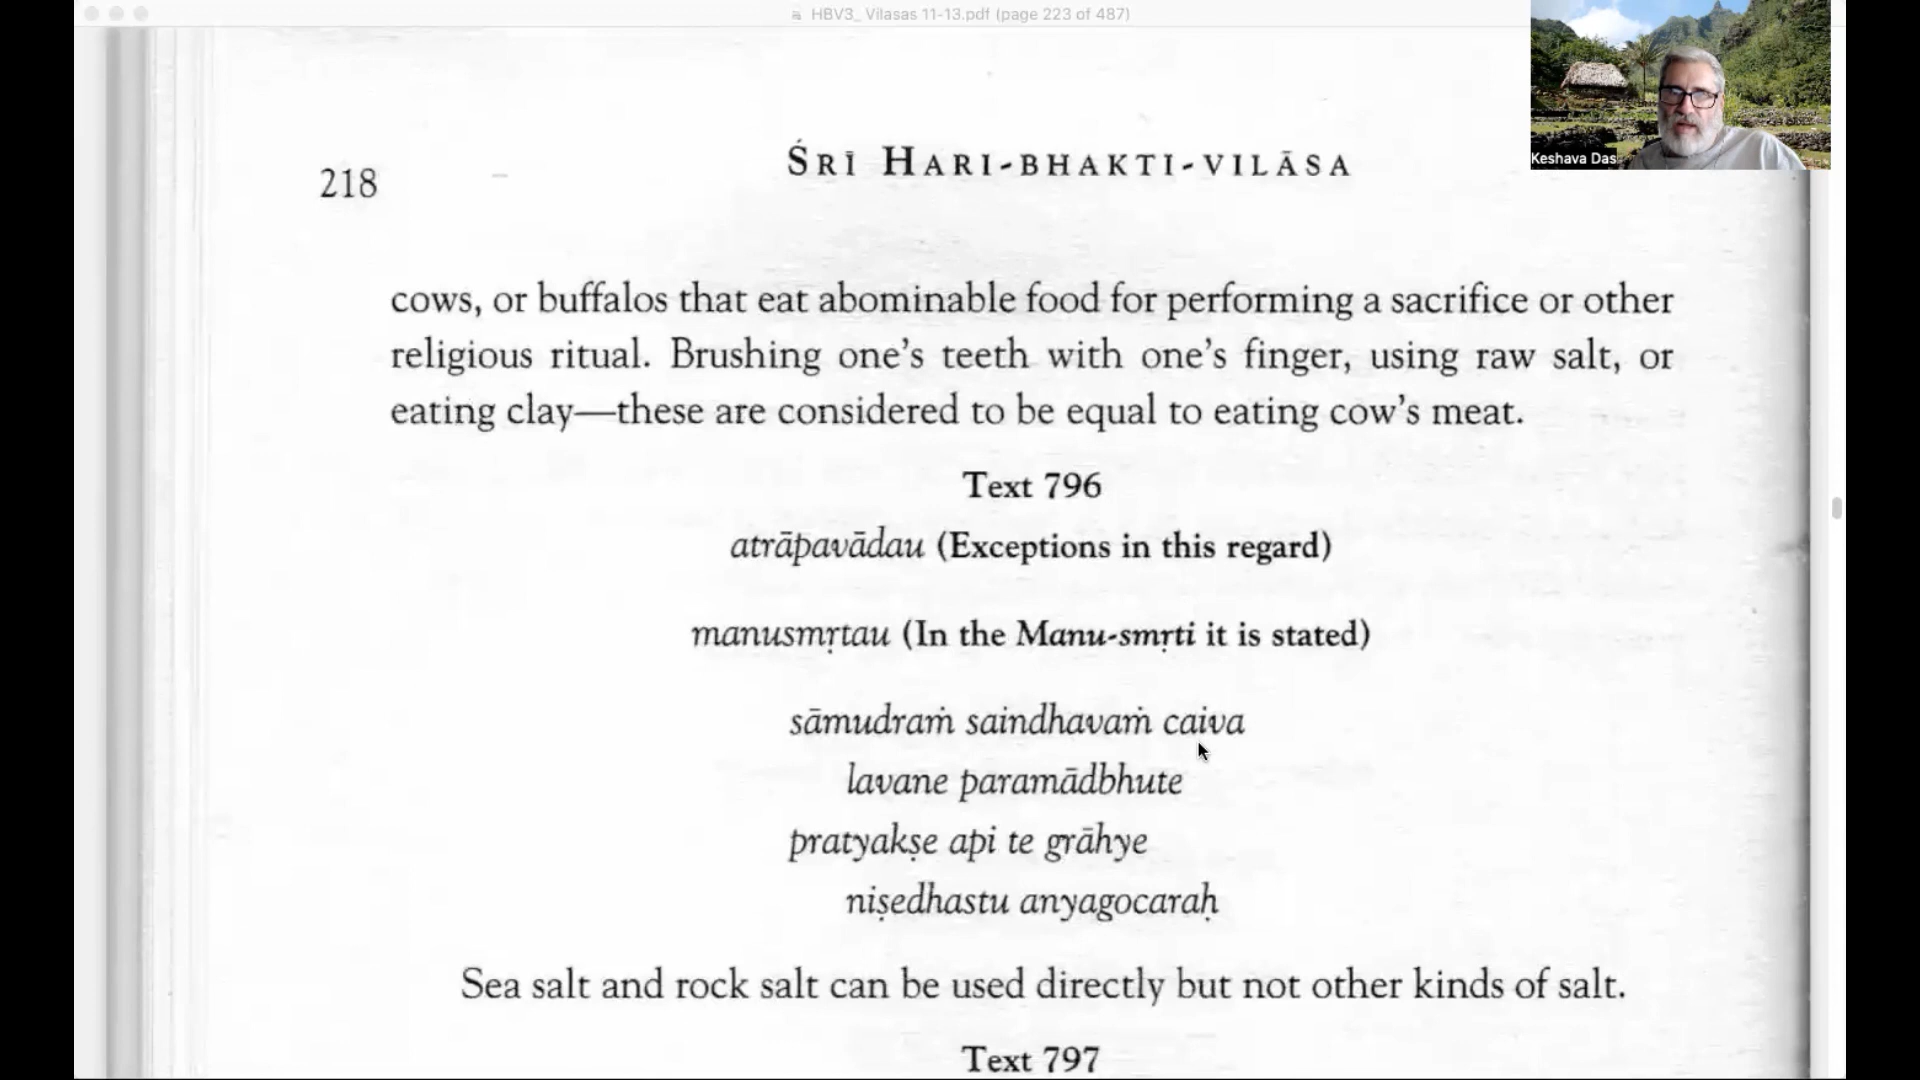 HBV3_ Vilasas 11-13.pdf (page 223 of 487)
Keshava Das
218
ŚRĪ HARI-BHAKTI-VILĀSA
cows, or buffalos that eat abominable food for performing a sacrifice or other
religious ritual. Brushing one’s teeth with one’s finger, using raw salt, or
eating clay—these are considered to be equal to eating cow’s meat.
Text 796
atrāpavādau (Exceptions in this regard)
manusmṛtau (In the Manu-smṛti it is stated)
sāmudraṁ saindhavaṁ caiva
lavane paramādbhute
pratyakṣe api te grāhye
niṣedhastu anyagocaraḥ
Sea salt and rock salt can be used directly but not other kinds of salt.
Text 797